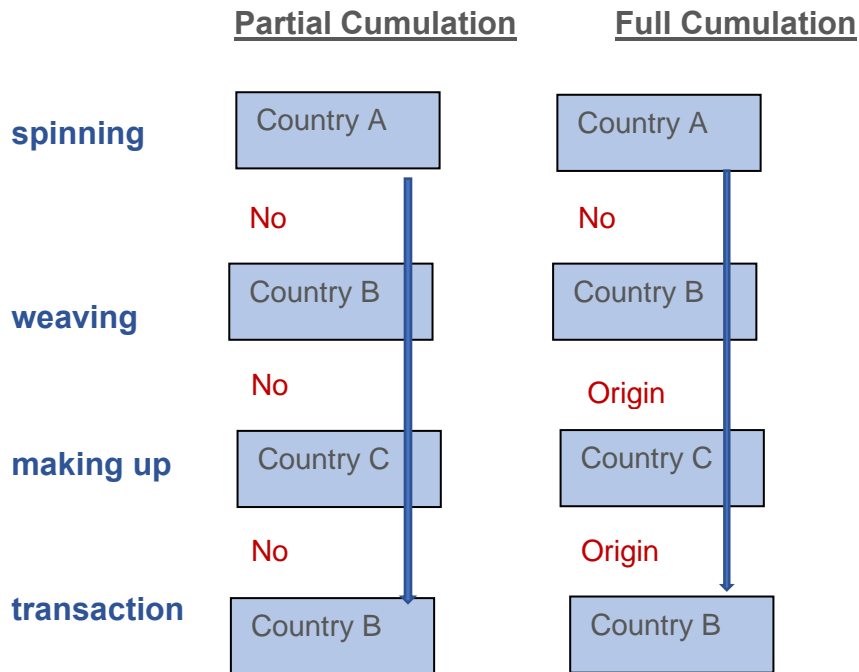 Partial Cumulation Full Cumulation
spinning Country A Country A
No No
weaving Country B Country B
No Origin
making up Country C Country C
No Origin
transaction Country B Country B